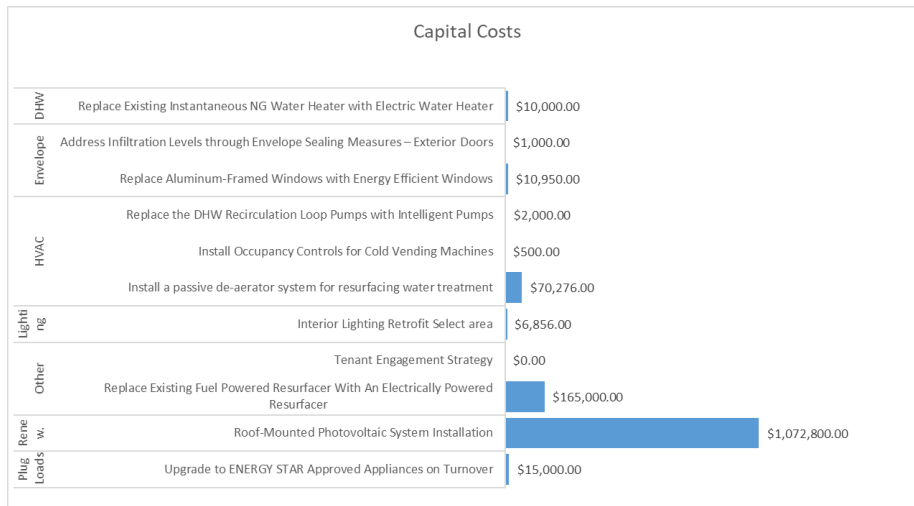 Capital Costs
DHW
Replace Existing Instantaneous NG Water Heater with Electric Water Heater
$10,000.00
Envelope
Address Infiltration Levels through Envelope Sealing Measures – Exterior Doors
$1,000.00
Replace Aluminum-Framed Windows with Energy Efficient Windows
$10,950.00
HVAC
Replace the DHW Recirculation Loop Pumps with Intelligent Pumps
$2,000.00
Install Occupancy Controls for Cold Vending Machines
$500.00
Install a passive de-aerator system for resurfacing water treatment
$70,276.00
Lighti
ng
Interior Lighting Retrofit Select area
$6,856.00
Other
Tenant Engagement Strategy
$0.00
Replace Existing Fuel Powered Resurfacer With An Electrically Powered
Resurfacer
$165,000.00
Rene
w.
Roof-Mounted Photovoltaic System Installation
$1,072,800.00
Plug
Loads
Upgrade to ENERGY STAR Approved Appliances on Turnover
$15,000.00